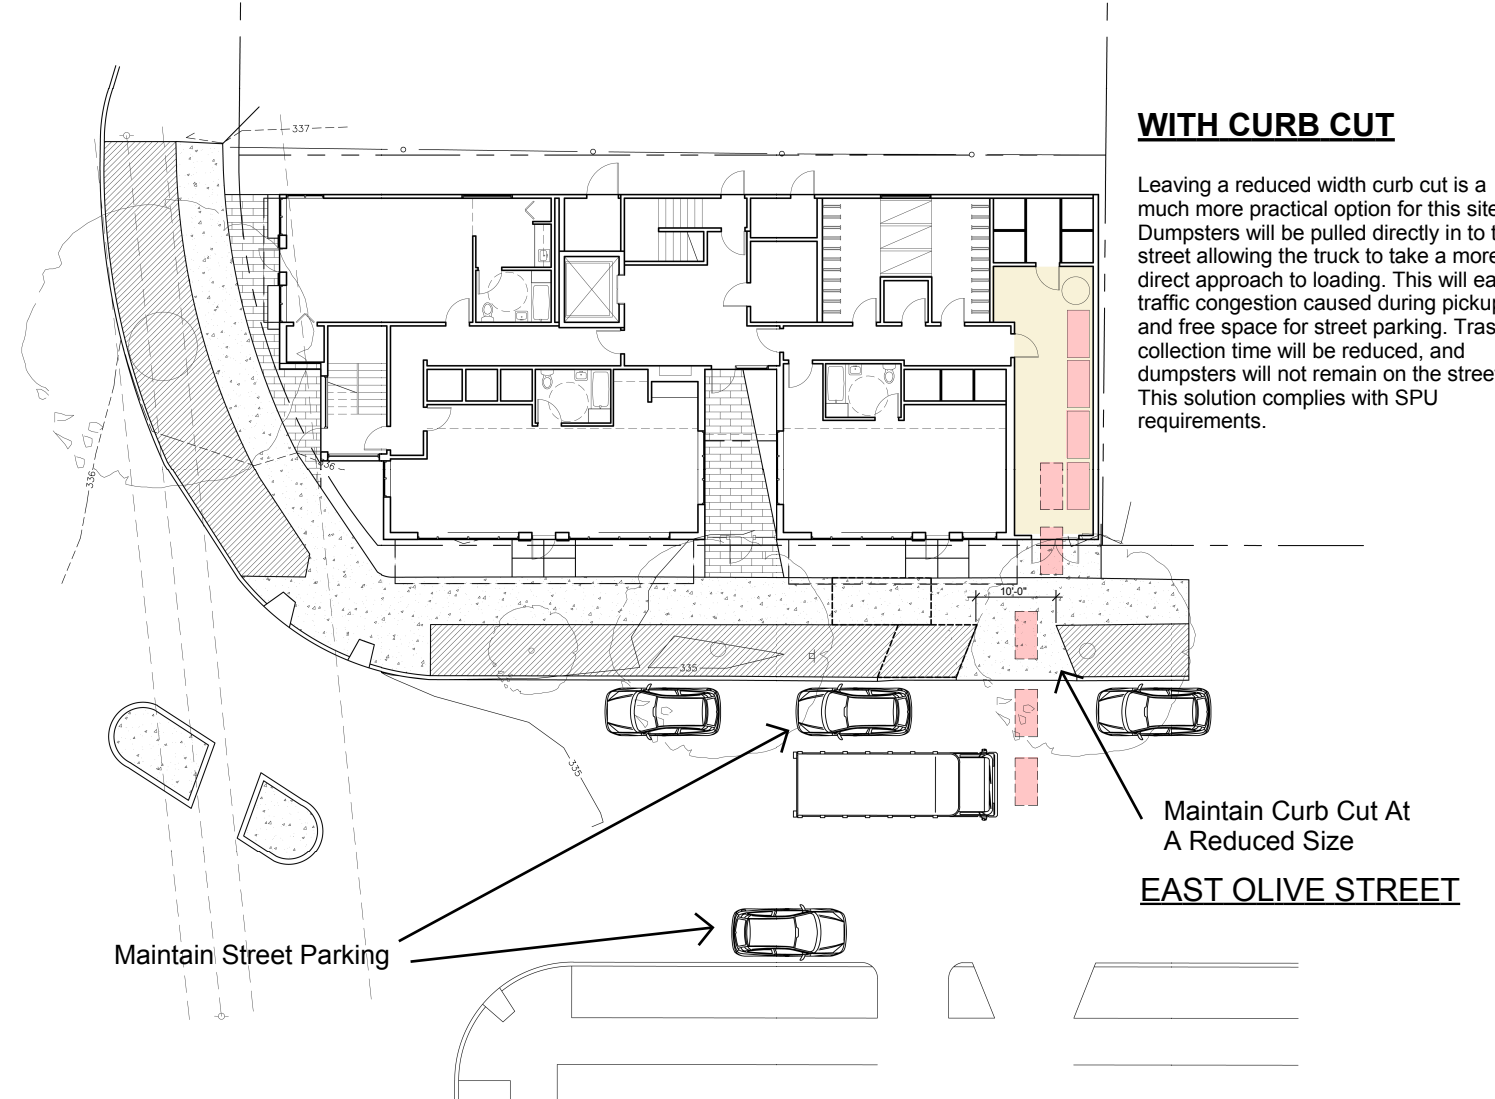 WITH CURB CUT
Leaving a reduced width curb cut is a
much more practical option for this site
Dumpsters will be pulled directly in to t
street allowing the truck to take a more
direct approach to loading. This will ea
traffic congestion caused during pickup
and free space for street parking. Tras
collection time will be reduced, and
dumpsters will not remain on the street
This solution complies with SPU
requirements.
337
336
336
10'-0"
335
335
Maintain Curb Cut At
A Reduced Size
EAST OLIVE STREET
Maintain Street Parking